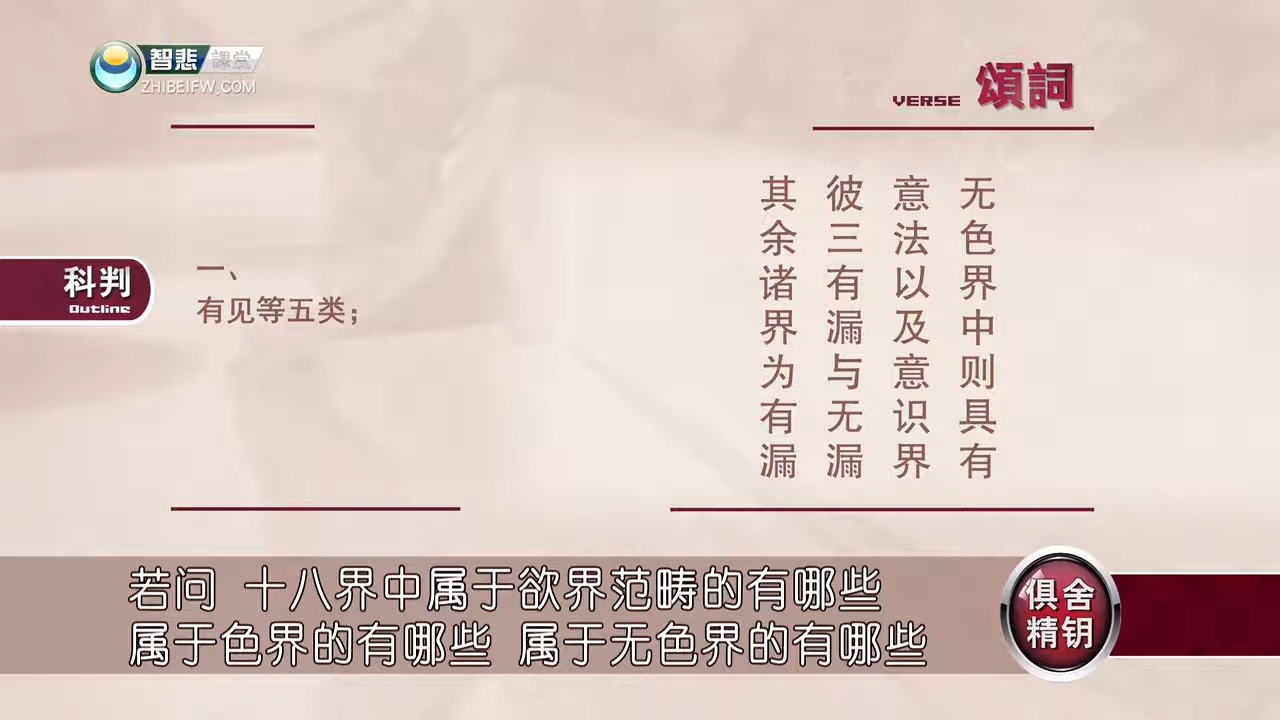 智悲課堂
ZHIBEIFW.COM
VERSE 頌詞
无色界中则具有
意法以及意识界
彼三有漏与无漏
其余诸界为有漏
科判
Outline
一、
有见等五类；
若问 十八界中属于欲界范畴的有哪些
属于色界的有哪些 属于无色界的有哪些
俱舍
精钥